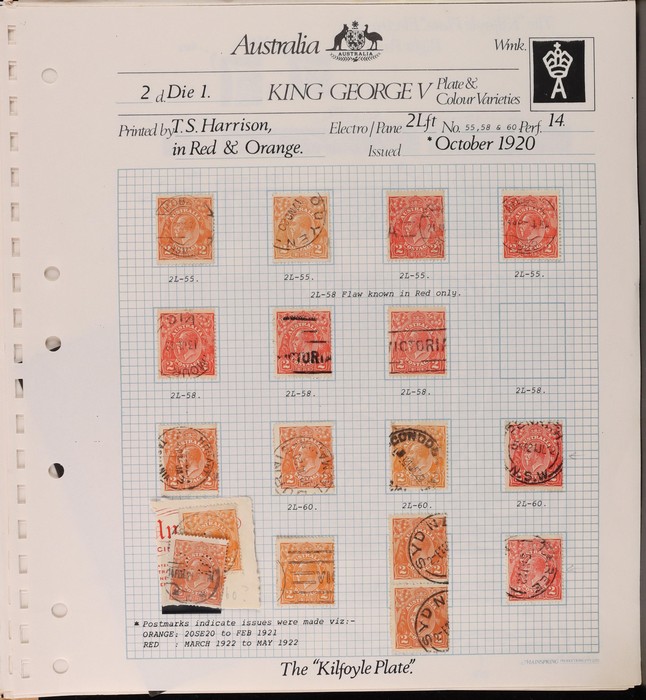 Australia
AUSTRALIA
Wmk.
A
2 d. Die 1.
KING GEORGE V Plate & Colour Varieties
Printed by T.S. Harrison, in Red & Orange.
Electro/Pane 2Lft No. 55,58 & 60 Perf. 14.
Issued *October 1920
OUYEN
2L-55. 2L-55. 2L-55. 2L-55.
2L-58 Flaw known in Red only.
VICTORIA
2L-58. 2L-58. 2L-58. 2L-58.
N.S.W
2L-60. 2L-60.
SYDN
SYDN
* Postmarks indicate issues were made viz:-
ORANGE: 20SE20 to FEB 1921
RED : MARCH 1922 to MAY 1922
The "Kilfoyle Plate".